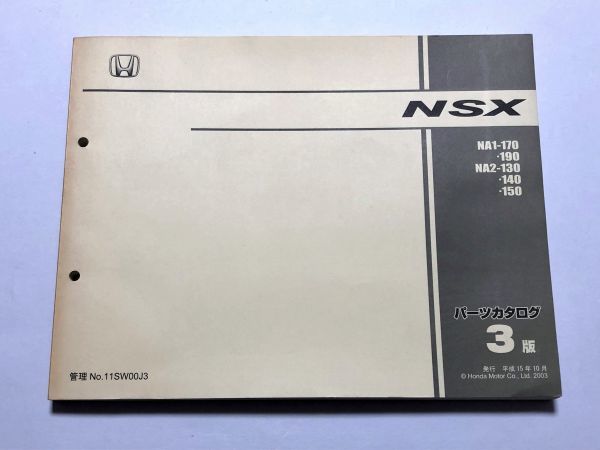 NSX
NA1-170
·190
NA2-130
·140
·150
パーツカタログ
3版
発行 平成15年10月
© Honda Motor Co., Ltd. 2003
管理 No.11SW00J3